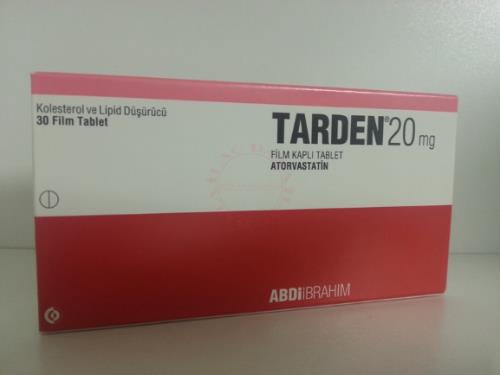 Kolesterol ve Lipid Düşürücü
30 Film Tablet
TARDEN® 20 mg
FİLM KAPLI TABLET
ATORVASTATİN
ABDİ İBRAHİM